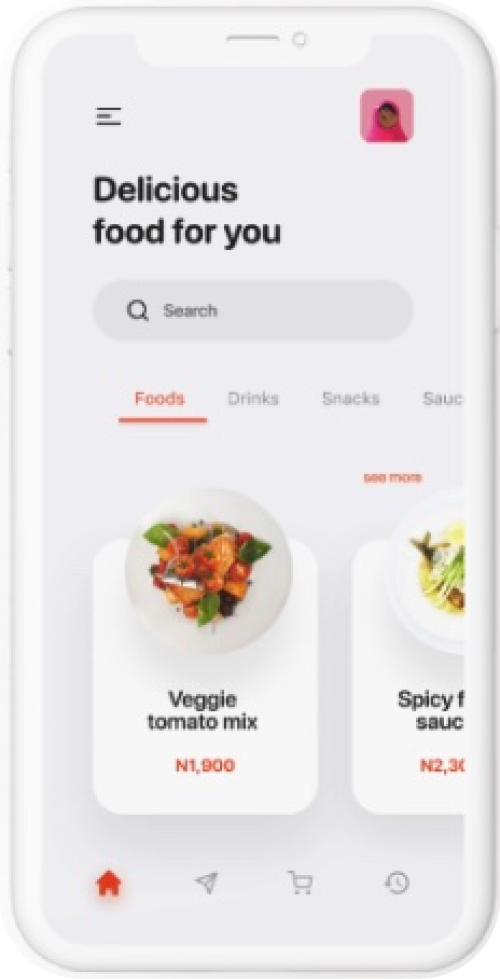 Delicious
food for you
Search
Foods Drinks Snacks Sauc
see more
Veggie
tomato mix
N1,900
Spicy f
sauc
N2,30